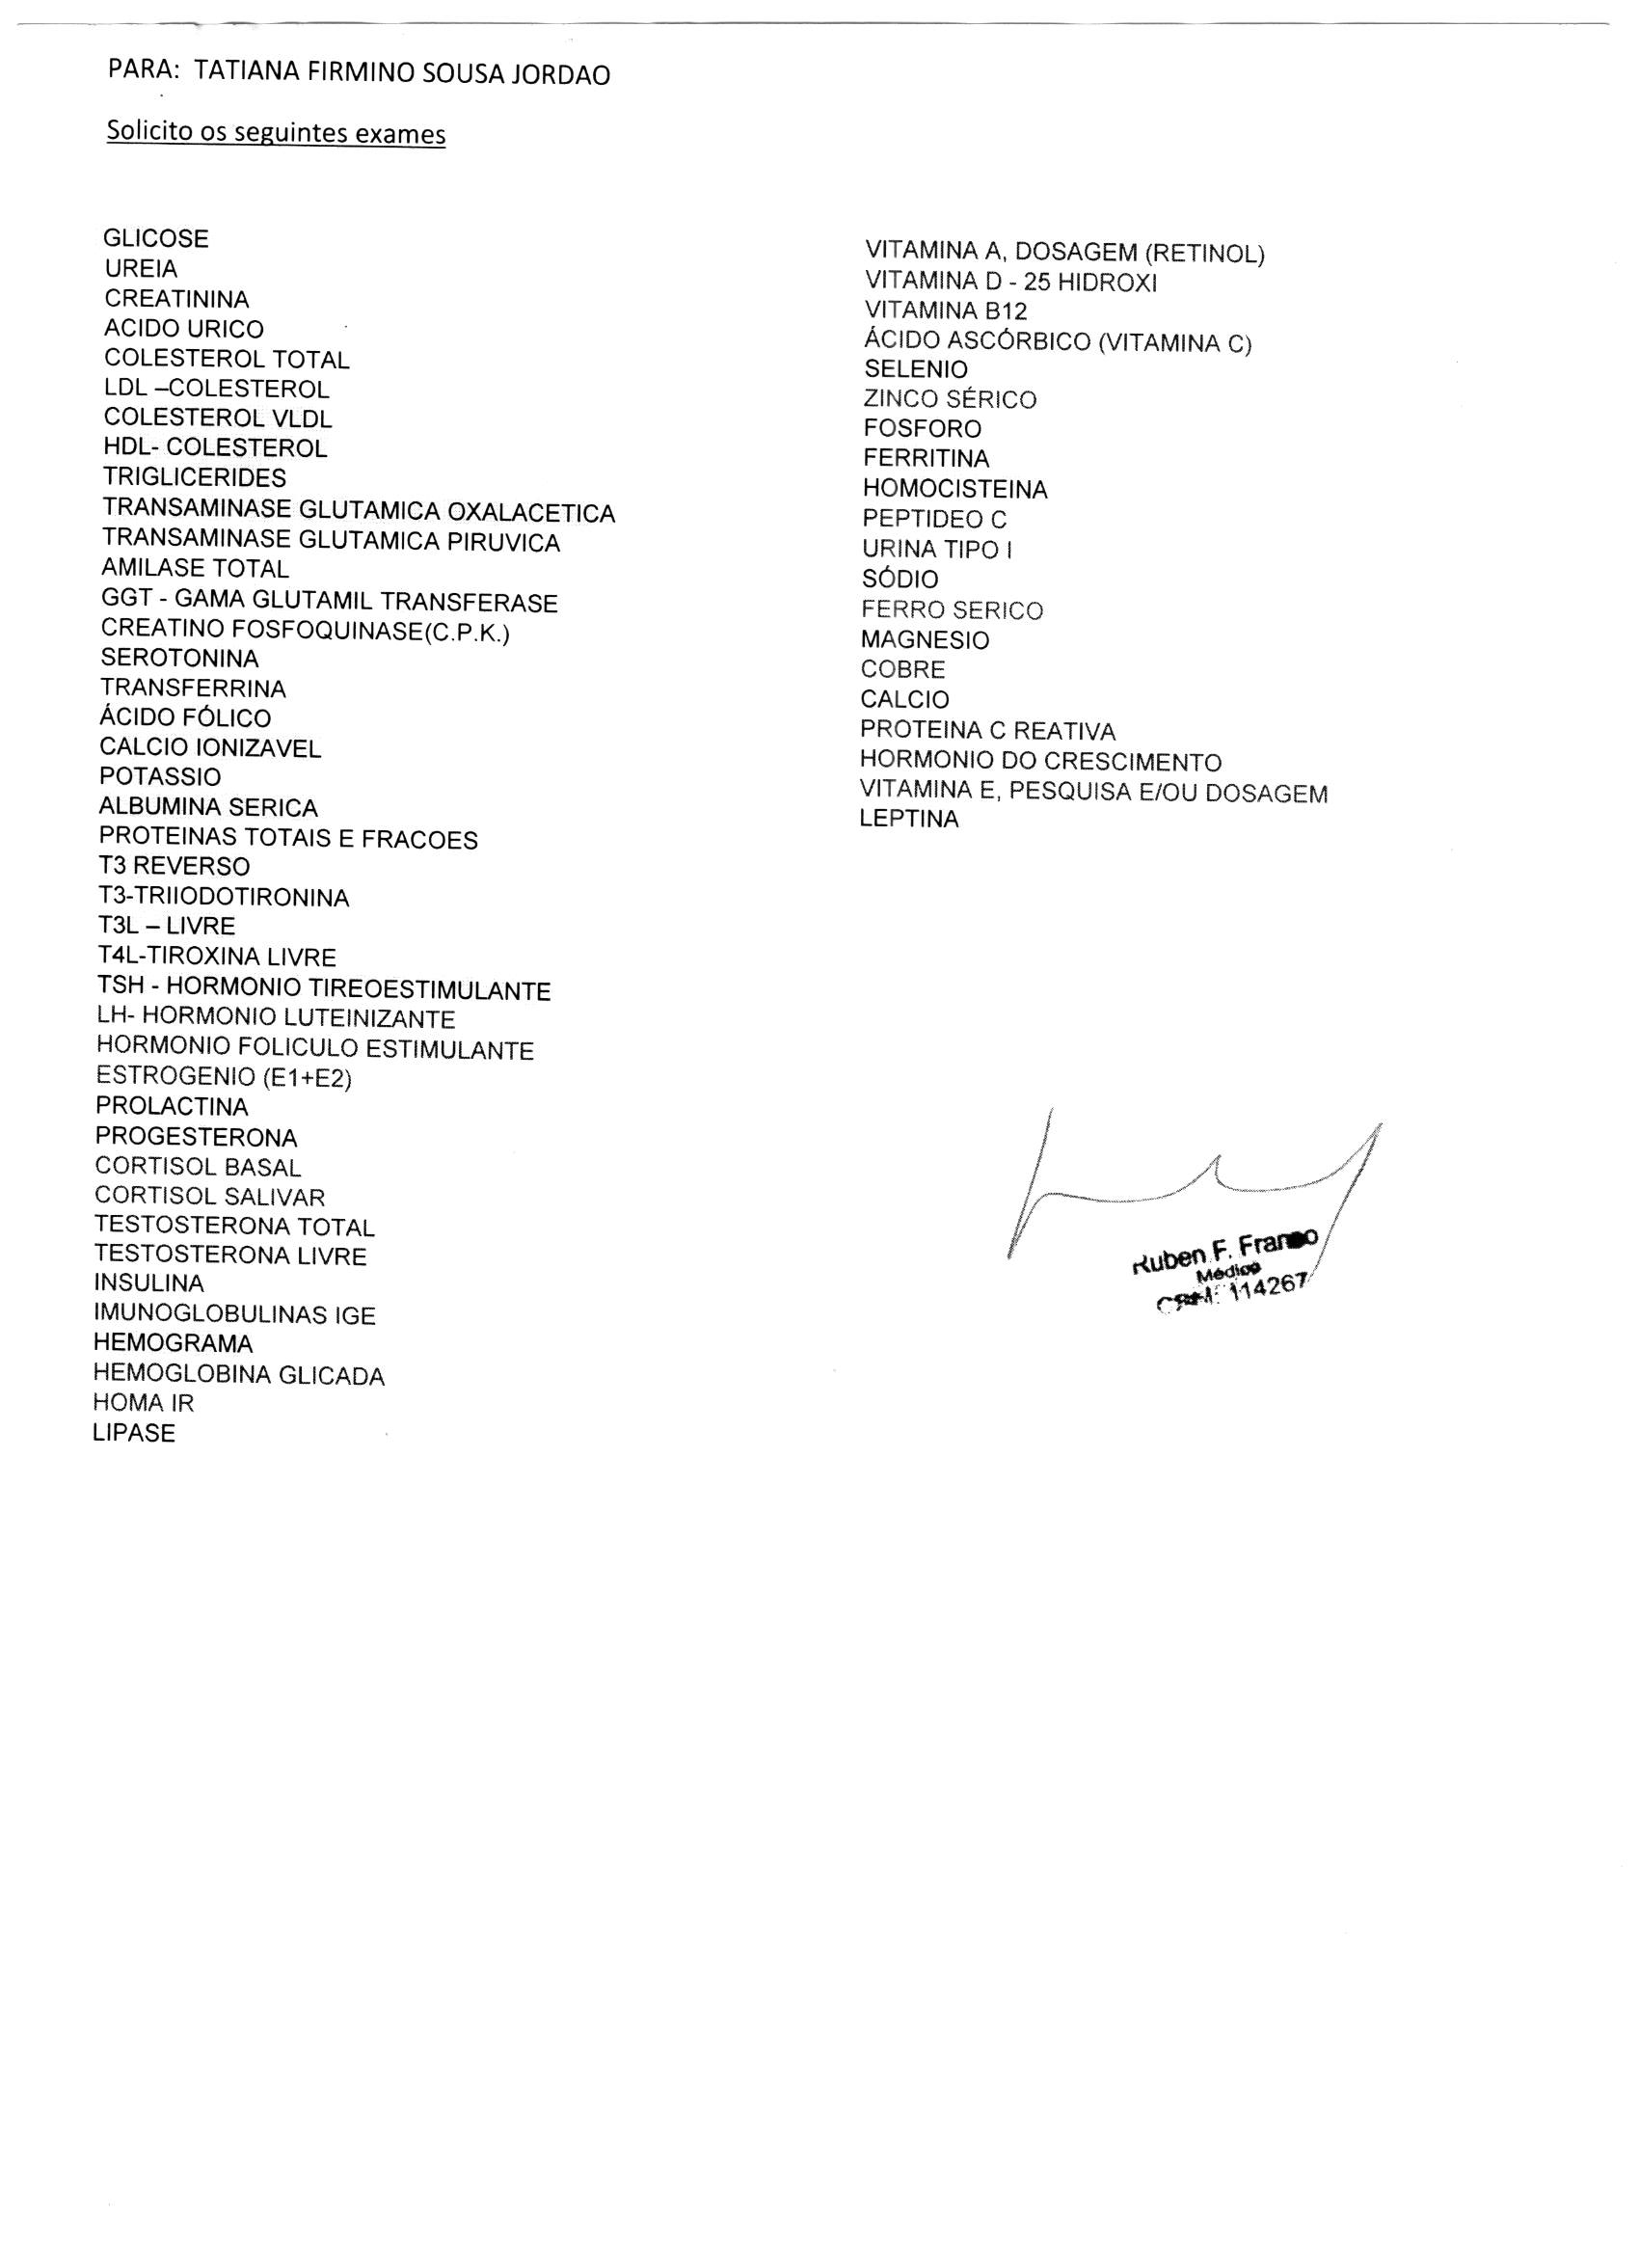 PARA: TATIANA FIRMINO SOUSA JORDAO
Solicito os seguintes exames
GLICOSE
UREIA
CREATININA
ACIDO URICO
COLESTEROL TOTAL
LDL –COLESTEROL
COLESTEROL VLDL
HDL- COLESTEROL
TRIGLICERIDES
TRANSAMINASE GLUTAMICA OXALACETICA
TRANSAMINASE GLUTAMICA PIRUVICA
AMILASE TOTAL
GGT - GAMA GLUTAMIL TRANSFERASE
CREATINO FOSFOQUINASE(C.P.K.)
SEROTONINA
TRANSFERRINA
ÁCIDO FÓLICO
CALCIO IONIZAVEL
POTASSIO
ALBUMINA SERICA
PROTEINAS TOTAIS E FRACOES
T3 REVERSO
T3-TRIIODOTIRONINA
T3L – LIVRE
T4L-TIROXINA LIVRE
TSH - HORMONIO TIREOESTIMULANTE
LH- HORMONIO LUTEINIZANTE
HORMONIO FOLICULO ESTIMULANTE
ESTROGENIO (E1+E2)
PROLACTINA
PROGESTERONA
CORTISOL BASAL
CORTISOL SALIVAR
TESTOSTERONA TOTAL
TESTOSTERONA LIVRE
INSULINA
IMUNOGLOBULINAS IGE
HEMOGRAMA
HEMOGLOBINA GLICADA
HOMA IR
LIPASE
VITAMINA A, DOSAGEM (RETINOL)
VITAMINA D - 25 HIDROXI
VITAMINA B12
ÁCIDO ASCÓRBICO (VITAMINA C)
SELENIO
ZINCO SÉRICO
FOSFORO
FERRITINA
HOMOCISTEINA
PEPTIDEO C
URINA TIPO I
SÓDIO
FERRO SERICO
MAGNESIO
COBRE
CALCIO
PROTEINA C REATIVA
HORMONIO DO CRESCIMENTO
VITAMINA E, PESQUISA E/OU DOSAGEM
LEPTINA
Ruben F. Franco
Médico
114267